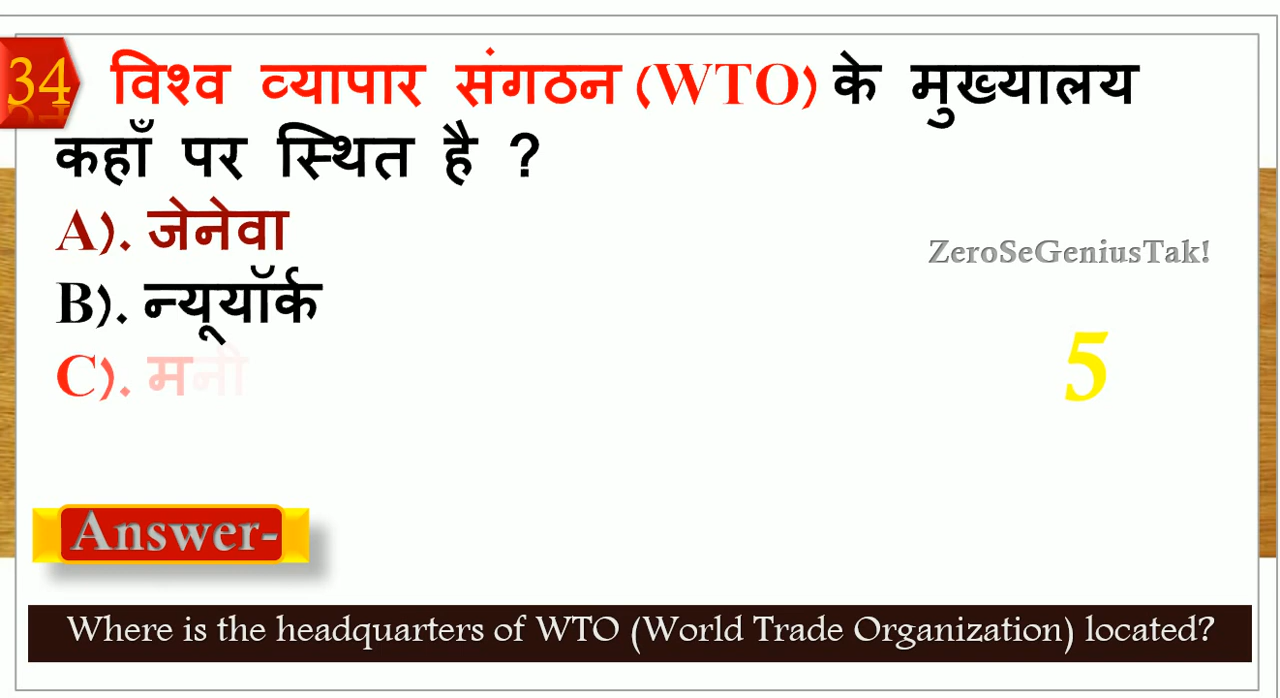 34 विश्व व्यापार संगठन (WTO) के मुख्यालय
कहाँ पर स्थित है ?
A). जेनेवा
ZeroSeGeniusTak!
B). न्यूयॉर्क
5
C). मनी
Answer-
Where is the headquarters of WTO (World Trade Organization) located?